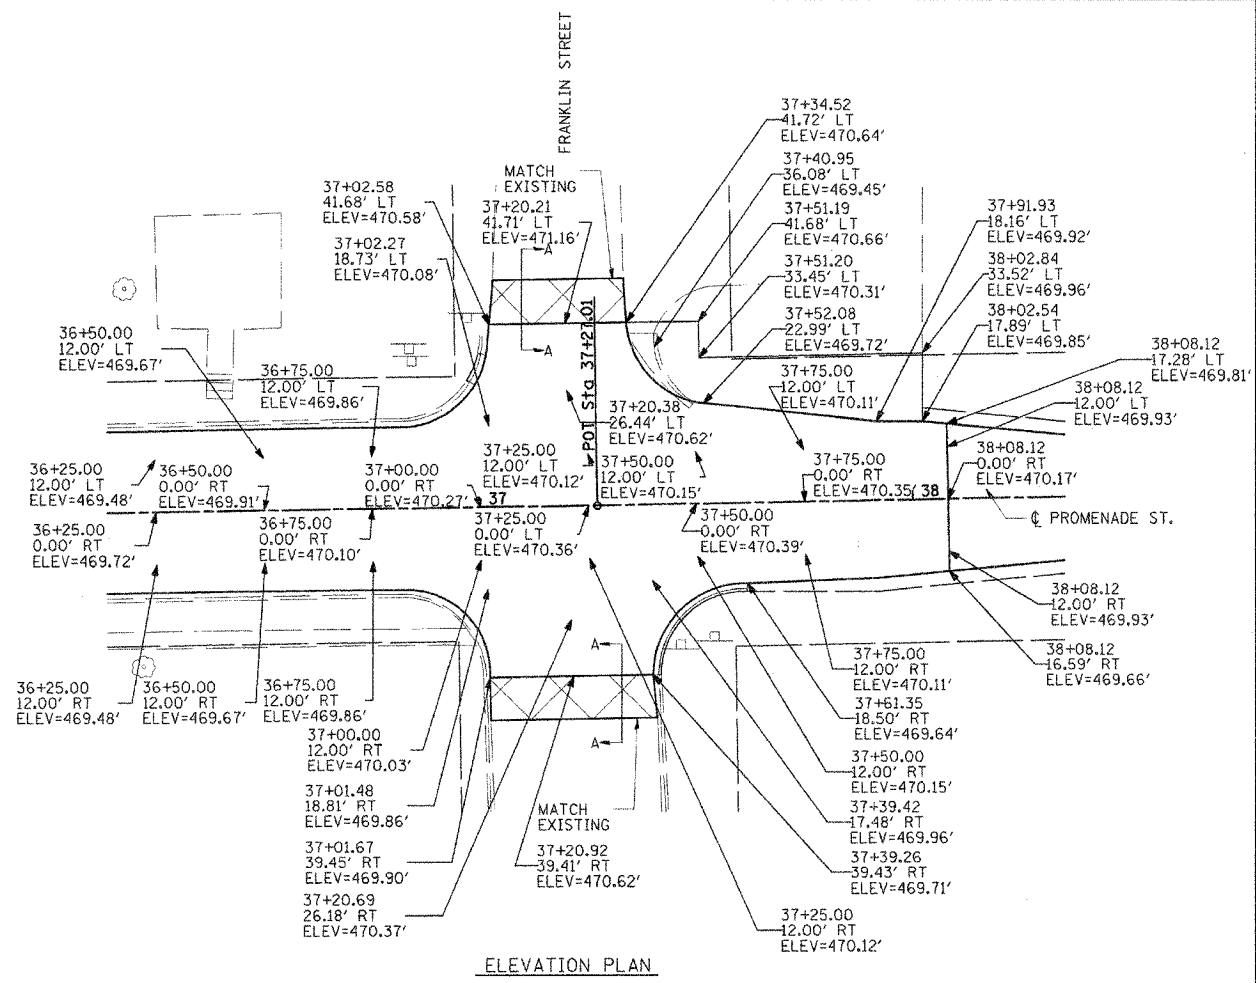 FRANKLIN STREET
37+34.52
41.72' LT
ELEV=470.64'
37+40.95
36.08' LT
ELEV=469.45'
MATCH
EXISTING
37+02.58
41.68' LT
ELEV=470.58'
37+20.21
41.71' LT
ELEV=471.16'
37+51.19
41.68' LT
ELEV=470.66'
37+91.93
18.16' LT
ELEV=469.92'
37+02.27
18.73' LT
ELEV=470.08'
A
37+51.20
33.45' LT
ELEV=470.31'
38+02.84
33.52' LT
ELEV=469.96'
37+52.08
22.99' LT
ELEV=469.72'
38+02.54
17.89' LT
ELEV=469.85'
36+50.00
12.00' LT
ELEV=469.67'
A
POT Sta 37+27.01
38+08.12
17.28' LT
ELEV=469.81'
36+75.00
12.00' LT
ELEV=469.86'
37+75.00
12.00' LT
ELEV=470.11'
38+08.12
12.00' LT
ELEV=469.93'
37+20.38
26.44' LT
ELEV=470.62'
36+25.00
12.00' LT
ELEV=469.48'
36+50.00
0.00' RT
ELEV=469.91'
37+00.00
0.00' RT
ELEV=470.27'
37+25.00
12.00' LT
ELEV=470.12'
37+50.00
12.00' LT
ELEV=470.15'
37+75.00
0.00' RT
ELEV=470.35'
38+08.12
0.00' RT
ELEV=470.17'
37
38
36+25.00
0.00' RT
ELEV=469.72'
36+75.00
0.00' RT
ELEV=470.10'
37+25.00
0.00' LT
ELEV=470.36'
37+50.00
0.00' RT
ELEV=470.39'
℄ PROMENADE ST.
38+08.12
12.00' RT
ELEV=469.93'
36+25.00
12.00' RT
ELEV=469.48'
36+50.00
12.00' RT
ELEV=469.67'
36+75.00
12.00' RT
ELEV=469.86'
A
37+75.00
12.00' RT
ELEV=470.11'
38+08.12
16.59' RT
ELEV=469.66'
37+00.00
12.00' RT
ELEV=470.03'
A
37+61.35
18.50' RT
ELEV=469.64'
37+01.48
18.81' RT
ELEV=469.86'
37+50.00
12.00' RT
ELEV=470.15'
MATCH
EXISTING
37+39.42
17.48' RT
ELEV=469.96'
37+01.67
39.45' RT
ELEV=469.90'
37+20.92
39.41' RT
ELEV=470.62'
37+39.26
39.43' RT
ELEV=469.71'
37+20.69
26.18' RT
ELEV=470.37'
37+25.00
12.00' RT
ELEV=470.12'
ELEVATION PLAN